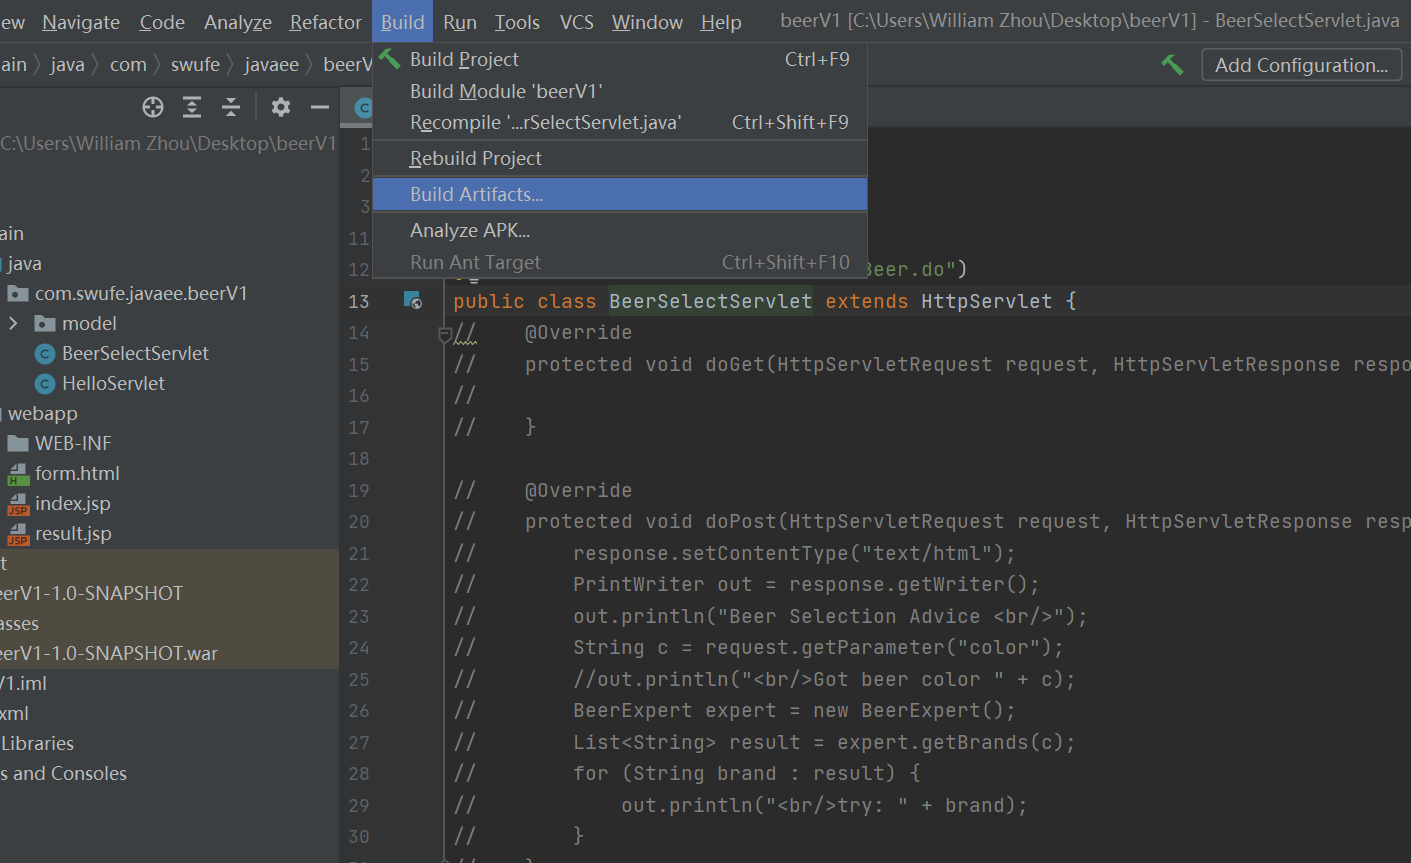 ew Navigate Code Analyze Refactor Build Run Tools VCS Window Help beerV1 [C:\Users\William Zhou\Desktop\beerV1] - BeerSelectServlet.java
ain java com swufe javaee beerV Add Configuration...
Build Project Ctrl+F9
Build Module 'beerV1'
Recompile '...rSelectServlet.java' Ctrl+Shift+F9
Rebuild Project
Build Artifacts...
Analyze APK...
Run Ant Target Ctrl+Shift+F10
C:\Users\William Zhou\Desktop\beerV1
ain
java
com.swufe.javaee.beerV1
model
BeerSelectServlet
HelloServlet
webapp
WEB-INF
form.html
index.jsp
result.jsp
t
eerV1-1.0-SNAPSHOT
asses
eerV1-1.0-SNAPSHOT.war
V1.iml
xml
Libraries
s and Consoles
1
2
3
11
12 Beer.do")
13 public class BeerSelectServlet extends HttpServlet {
14 // @Override
15 // protected void doGet(HttpServletRequest request, HttpServletResponse respo
16 //
17 // }
18
19 // @Override
20 // protected void doPost(HttpServletRequest request, HttpServletResponse resp
21 // response.setContentType("text/html");
22 // PrintWriter out = response.getWriter();
23 // out.println("Beer Selection Advice <br/>");
24 // String c = request.getParameter("color");
25 // //out.println("<br/>Got beer color " + c);
26 // BeerExpert expert = new BeerExpert();
27 // List<String> result = expert.getBrands(c);
28 // for (String brand : result) {
29 // out.println("<br/>try: " + brand);
30 // }